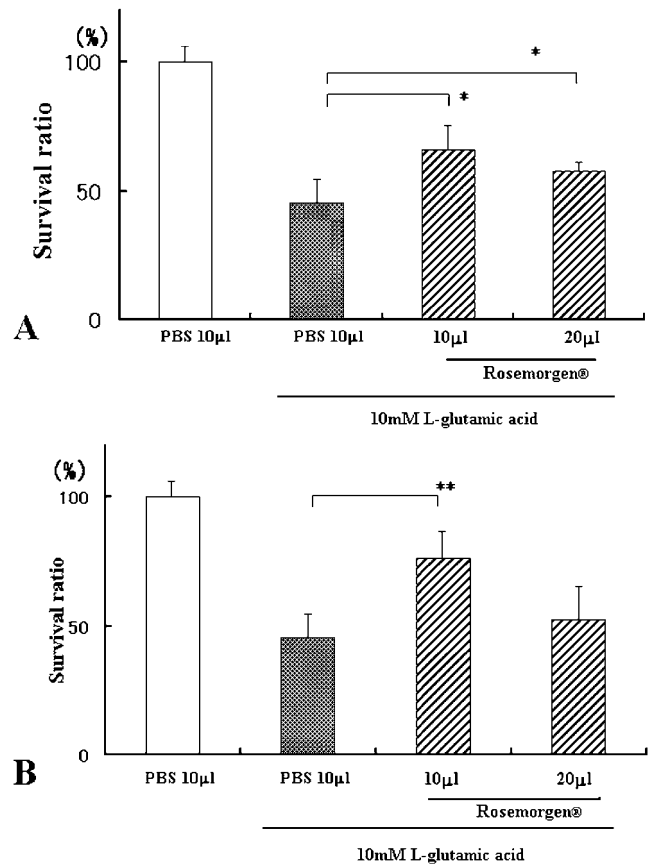 (%)
*
100
*
50
Survival ratio
A
0
PBS 10μl
PBS 10μl
10μl
20μl
Rosemorgen®
10mM L-glutamic acid
(%)
**
100
50
Survival ratio
0
B
PBS 10μl
PBS 10μl
10μl
20μl
Rosemorgen®
10mM L-glutamic acid